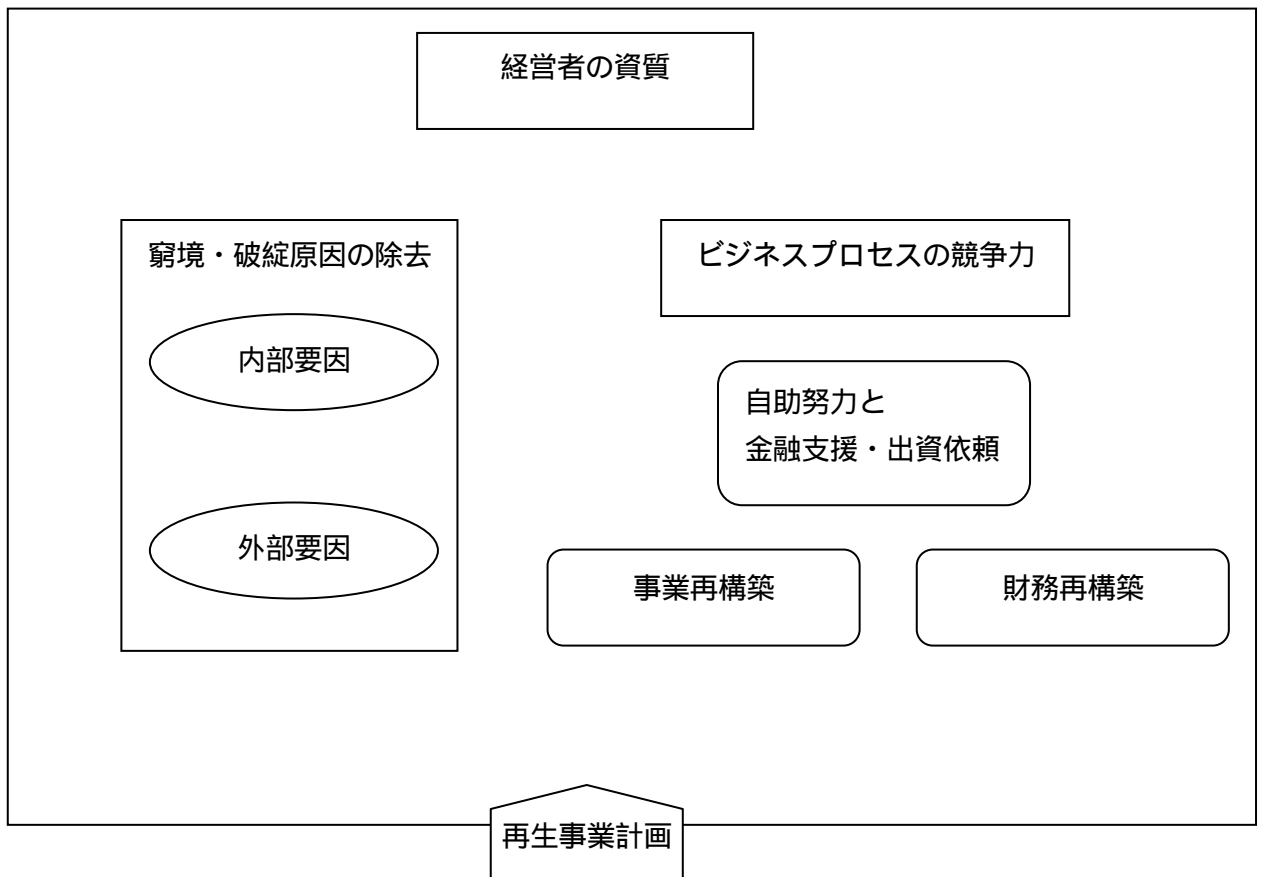 経営者の資質
窮境・破綻原因の除去
内部要因
外部要因
ビジネスプロセスの競争力
自助努力と
金融支援・出資依頼
事業再構築
財務再構築
再生事業計画